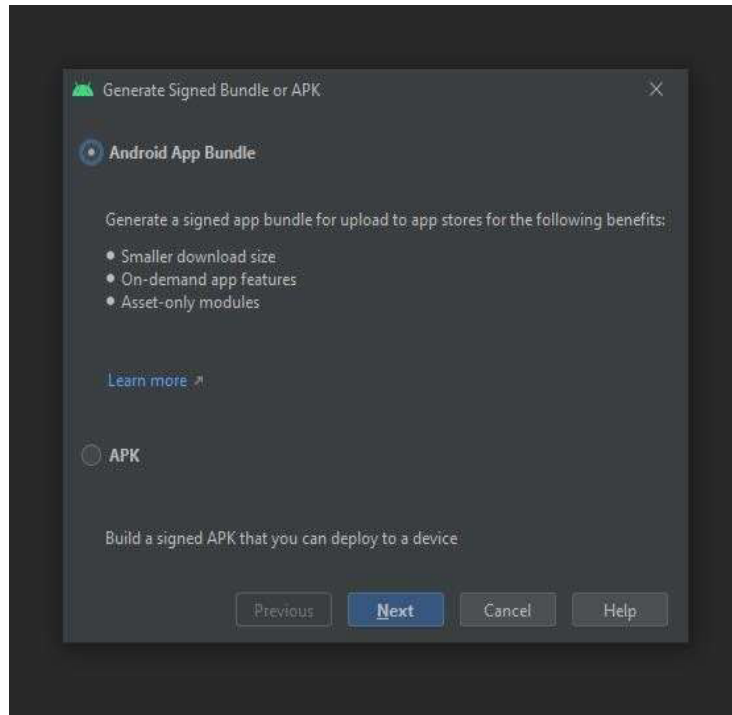 Generate Signed Bundle or APK
Android App Bundle
Generate a signed app bundle for upload to app stores for the following benefits:
• Smaller download size
• On-demand app features
• Asset-only modules
Learn more ↗
APK
Build a signed APK that you can deploy to a device
Previous Next Cancel Help